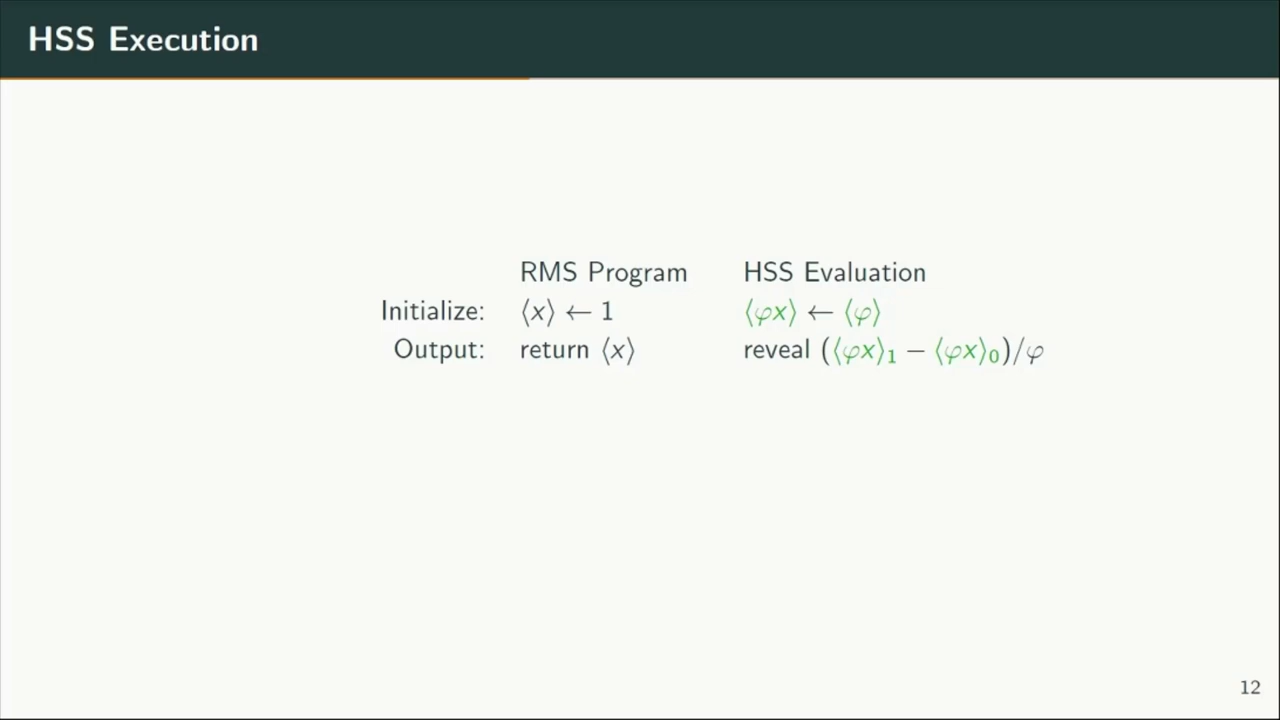 HSS Execution
RMS Program HSS Evaluation
Initialize: ⟨x⟩ ← 1 ⟨φx⟩ ← ⟨φ⟩
Output: return ⟨x⟩ reveal (⟨φx⟩₁ − ⟨φx⟩₀)/φ
12